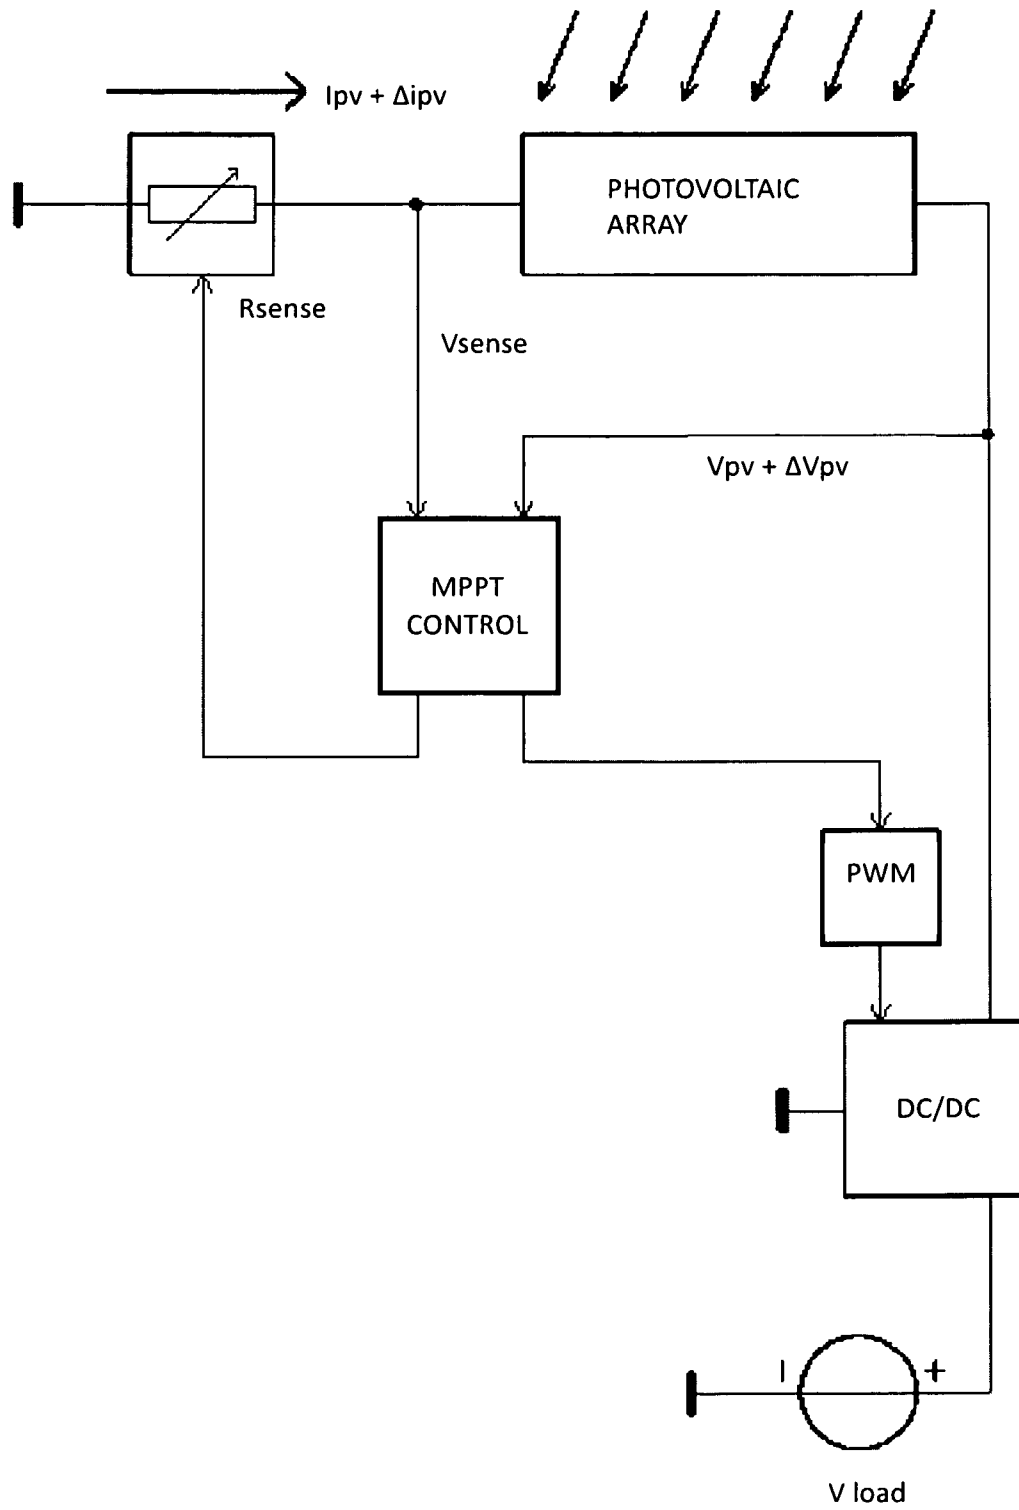 Ipv + Δipv
PHOTOVOLTAIC
ARRAY
Rsense
Vsense
Vpv + ΔVpv
MPPT
CONTROL
PWM
DC/DC
I +
V load